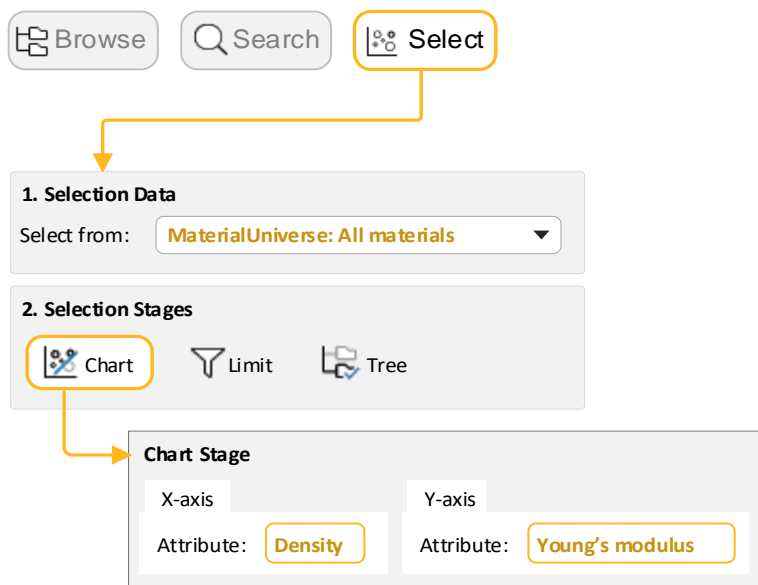 Browse Search Select
1. Selection Data
Select from: MaterialUniverse: All materials
2. Selection Stages
Chart Limit Tree
Chart Stage
X-axis Y-axis
Attribute: Density Attribute: Young’s modulus